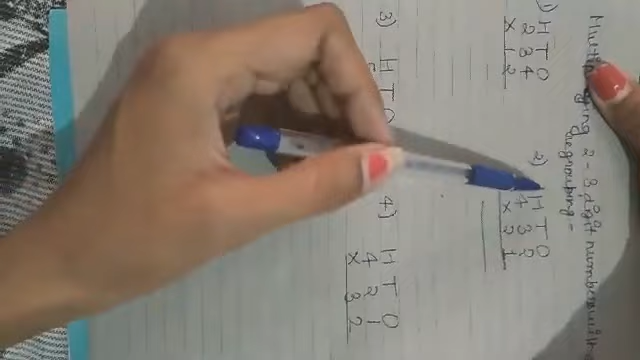 Multiplying 2-3 digit numbers with
regrouping =
1) H T O
2 3 4
x 1 2
2) H T O
4 3 2
x 2 1
3) H T O
4) H T O
4 2 1
x 3 2